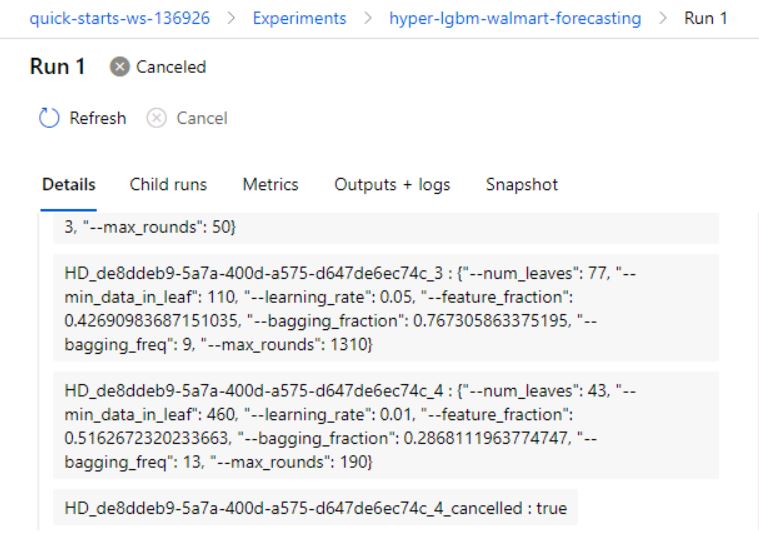 quick-starts-ws-136926 > Experiments > hyper-lgbm-walmart-forecasting > Run 1
Run 1 Canceled
Refresh Cancel
Details Child runs Metrics Outputs + logs Snapshot
3, "--max_rounds": 50}
HD_de8ddeb9-5a7a-400d-a575-d647de6ec74c_3 : {"--num_leaves": 77, "--
min_data_in_leaf": 110, "--learning_rate": 0.05, "--feature_fraction":
0.42690983687151035, "--bagging_fraction": 0.767305863375195, "--
bagging_freq": 9, "--max_rounds": 1310}
HD_de8ddeb9-5a7a-400d-a575-d647de6ec74c_4 : {"--num_leaves": 43, "--
min_data_in_leaf": 460, "--learning_rate": 0.01, "--feature_fraction":
0.5162672320233663, "--bagging_fraction": 0.2868111963774747, "--
bagging_freq": 13, "--max_rounds": 190}
HD_de8ddeb9-5a7a-400d-a575-d647de6ec74c_4_cancelled : true